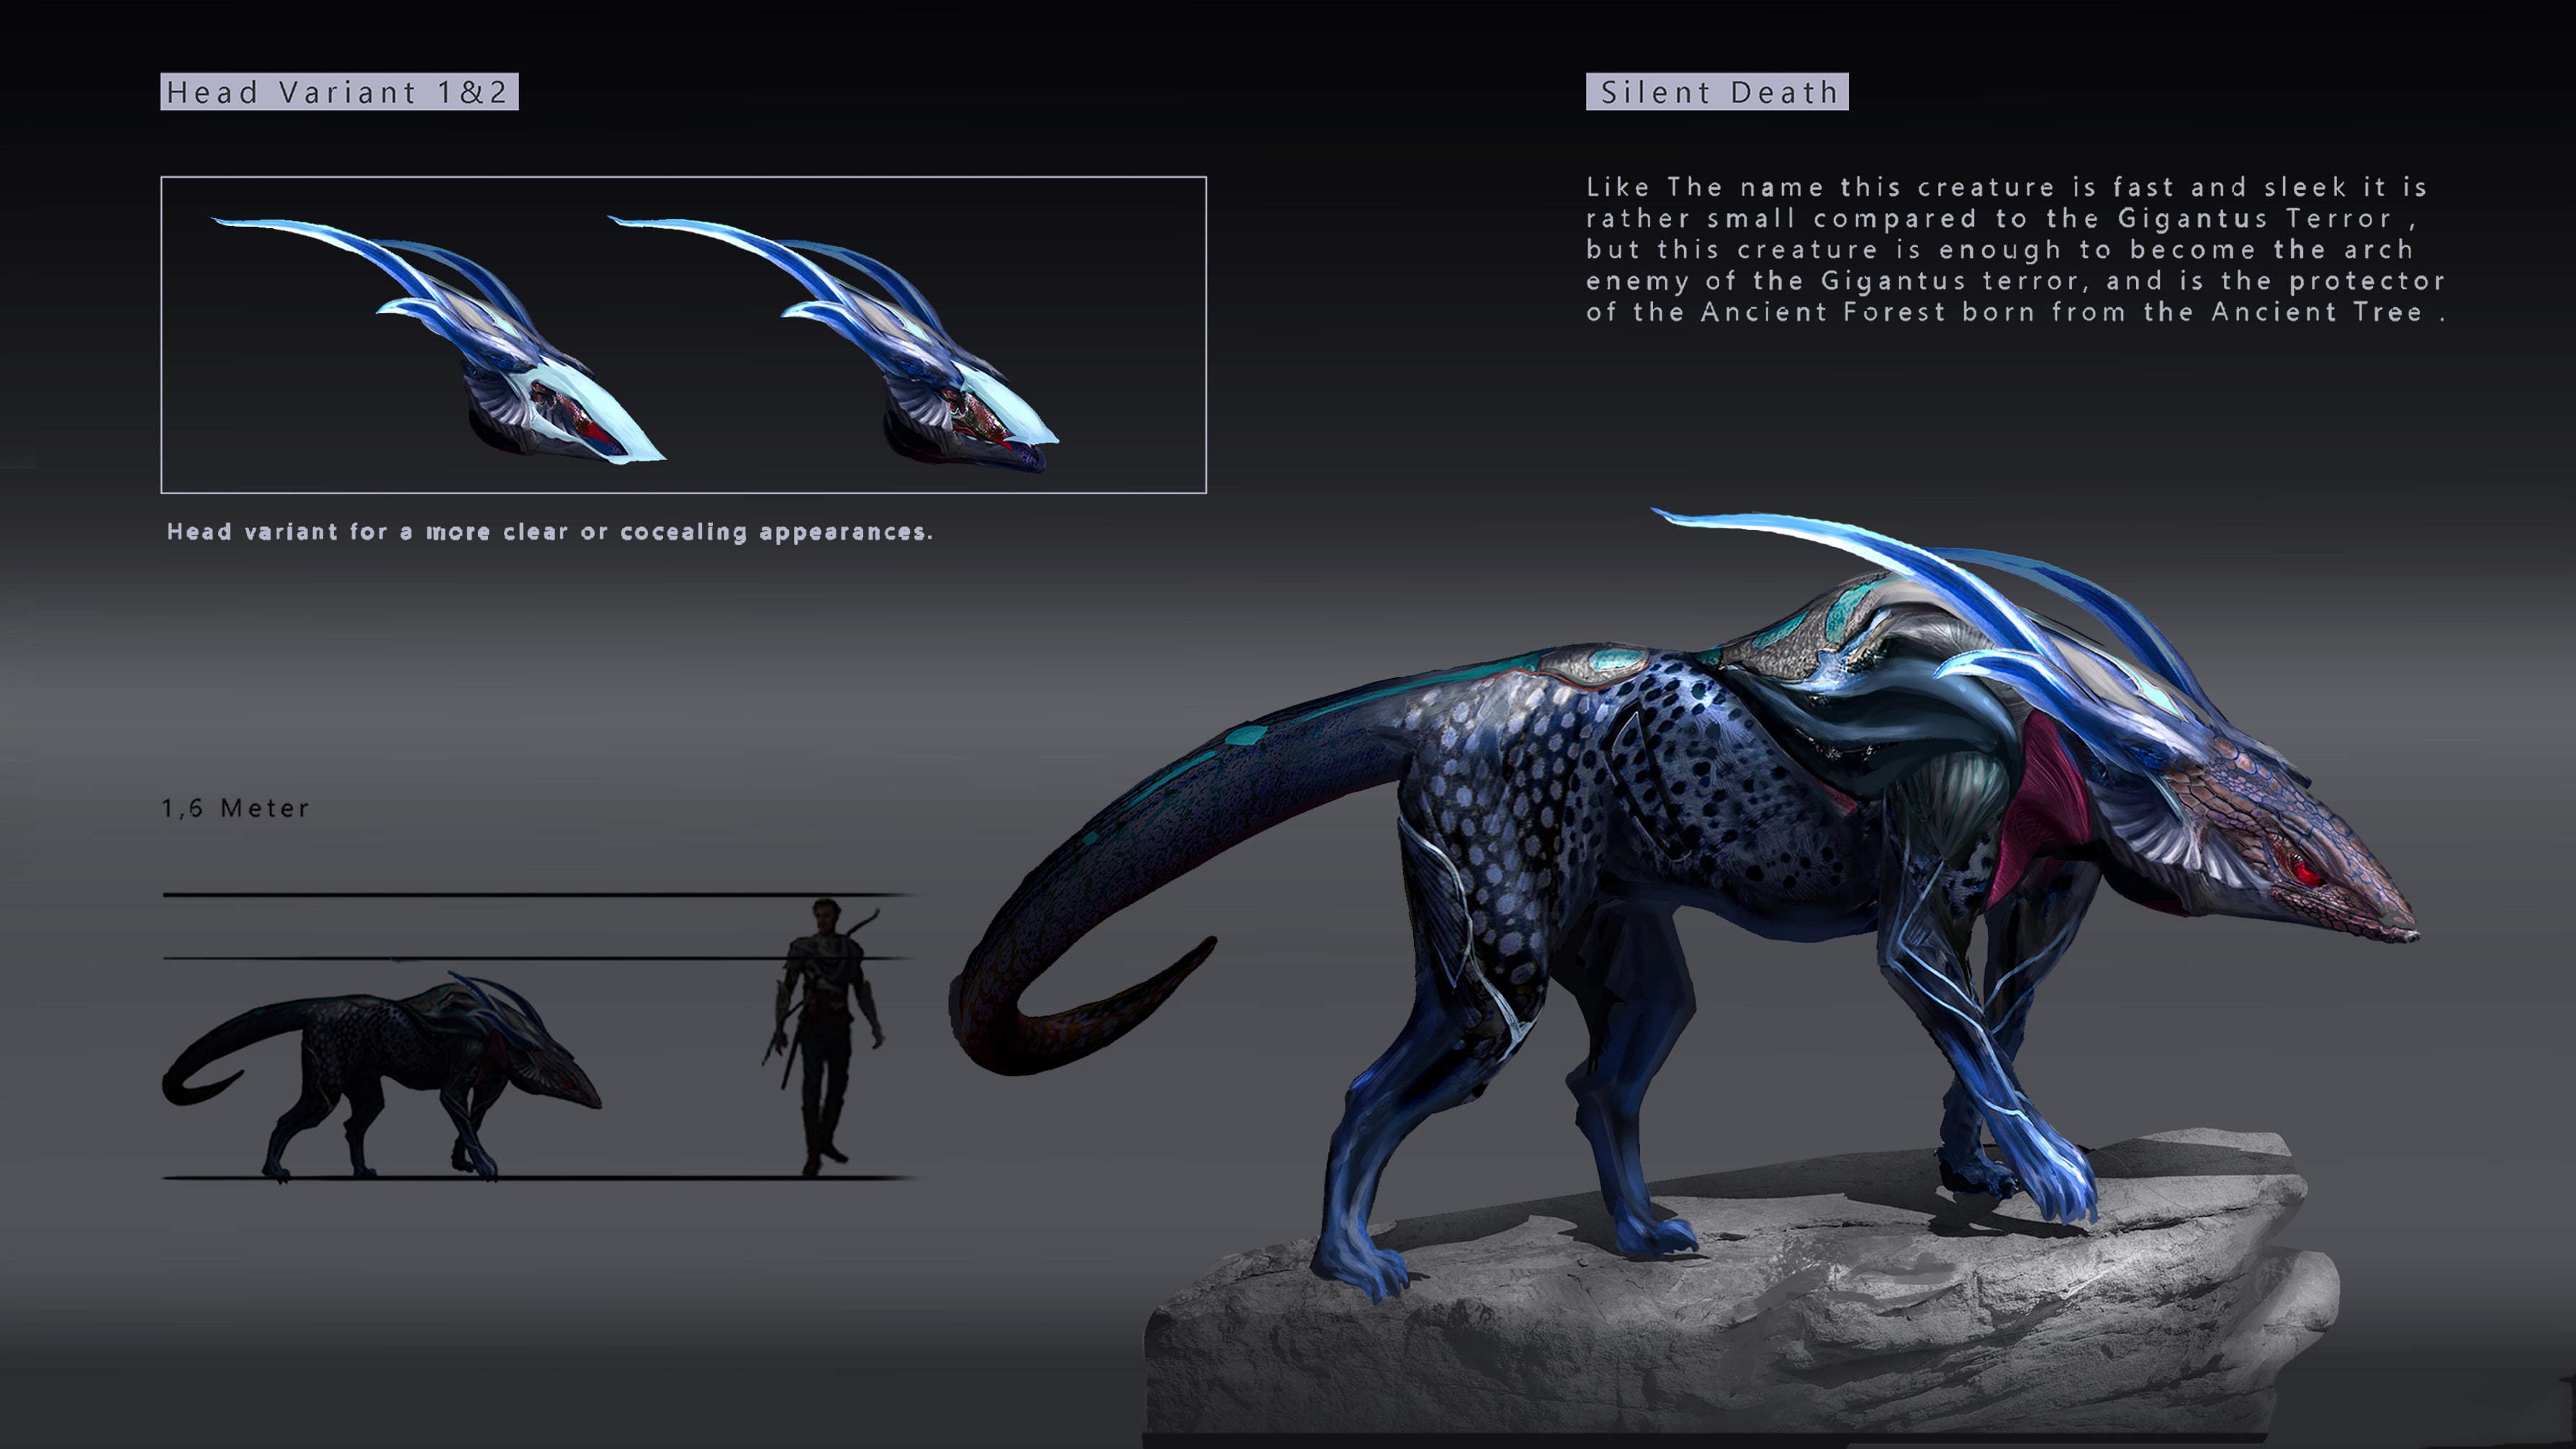 Head Variant 1&2
Head variant for a more clear or cocealing appearances.
1,6 Meter
Silent Death
Like The name this creature is fast and sleek it is
rather small compared to the Gigantus Terror ,
but this creature is enough to become the arch
enemy of the Gigantus terror, and is the protector
of the Ancient Forest born from the Ancient Tree .